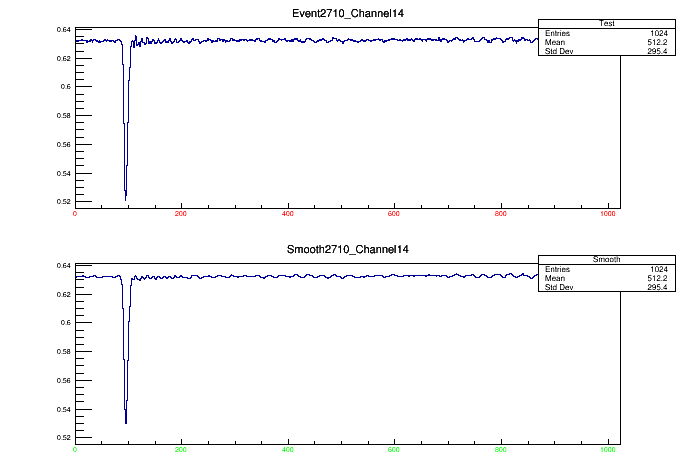 Event2710_Channel14
Test
Entries 1024
Mean 512.2
Std Dev 295.4
0.64
0.62
0.6
0.58
0.56
0.54
0.52
0 200 400 600 800 1000
Smooth2710_Channel14
Smooth
Entries 1024
Mean 512.2
Std Dev 295.4
0.64
0.62
0.6
0.58
0.56
0.54
0.52
0 200 400 600 800 1000